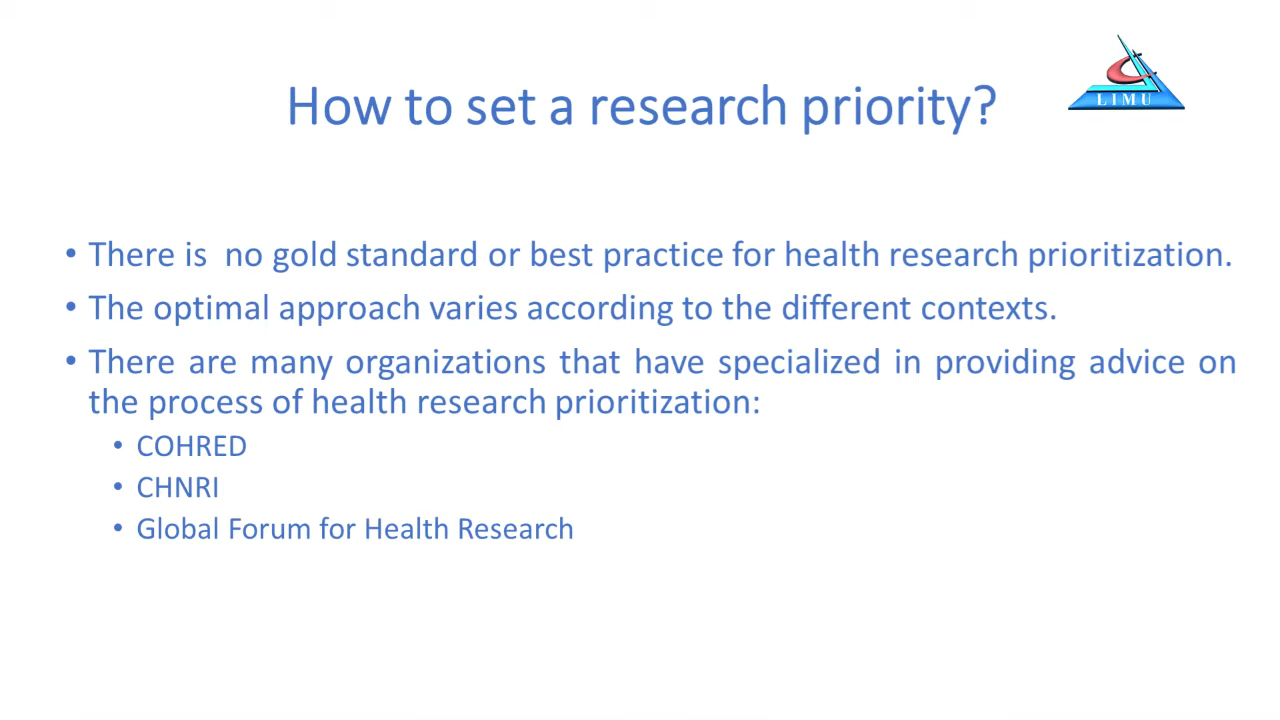 How to set a research priority?
LIMU
• There is  no gold standard or best practice for health research prioritization.
• The optimal approach varies according to the different contexts.
• There are many organizations that have specialized in providing advice on
the process of health research prioritization:
• COHRED
• CHNRI
• Global Forum for Health Research